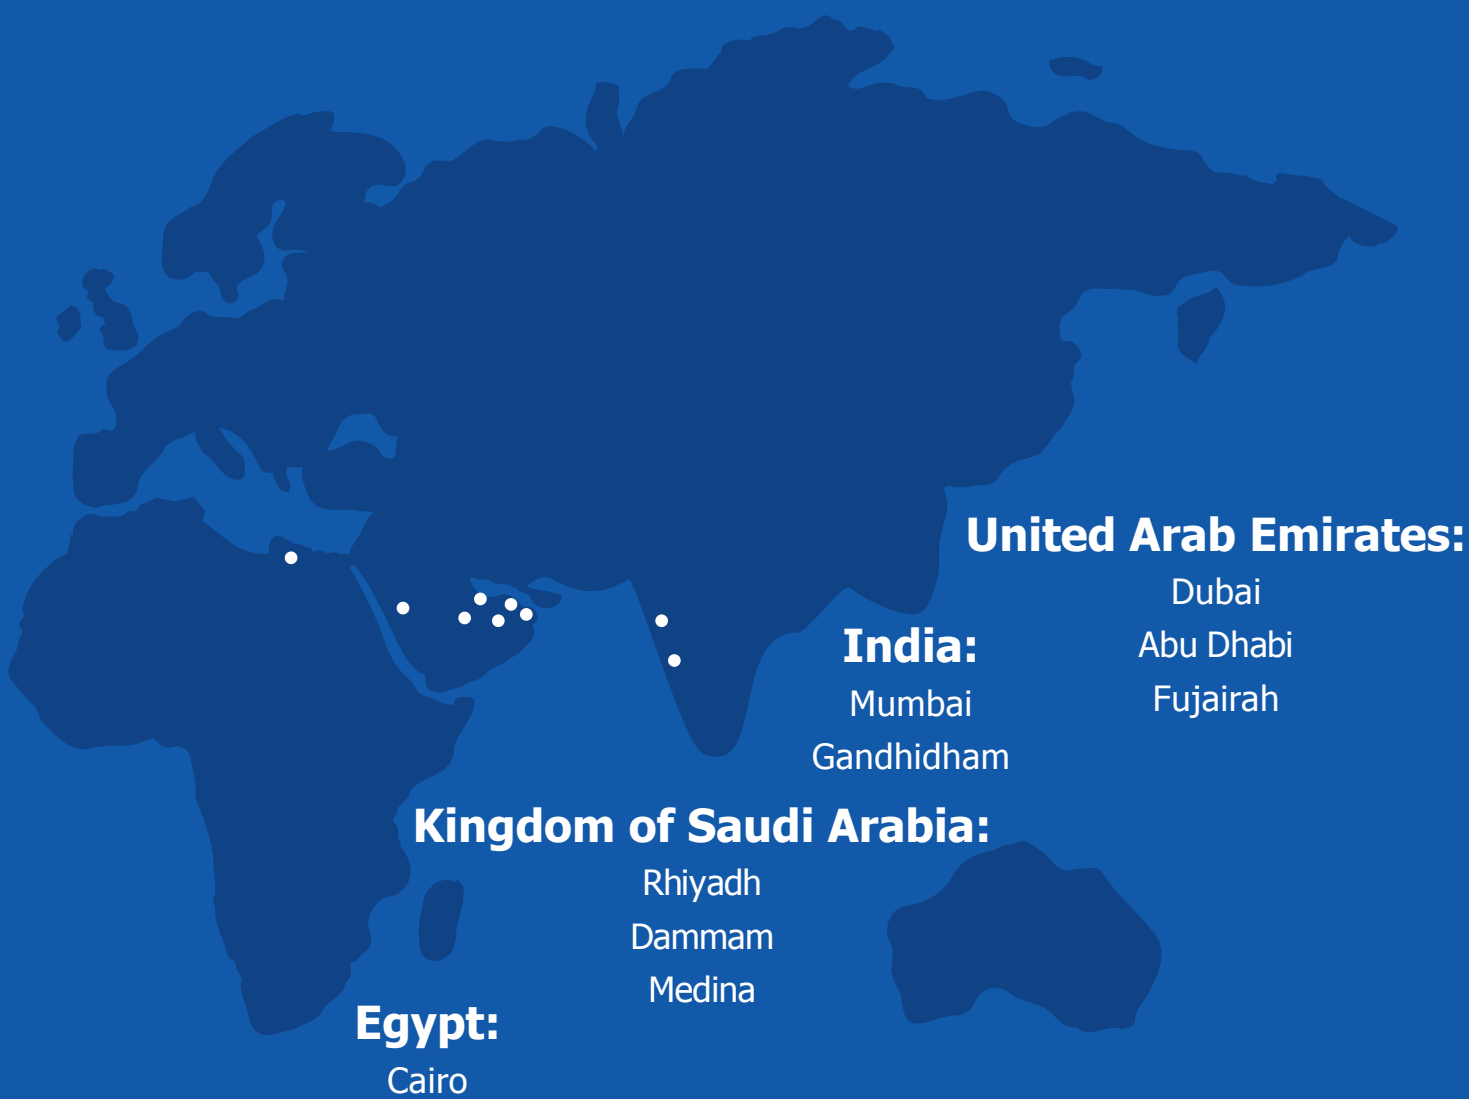 United Arab Emirates:
Dubai
Abu Dhabi
Fujairah
India:
Mumbai
Gandhidham
Kingdom of Saudi Arabia:
Rhiyadh
Dammam
Medina
Egypt:
Cairo